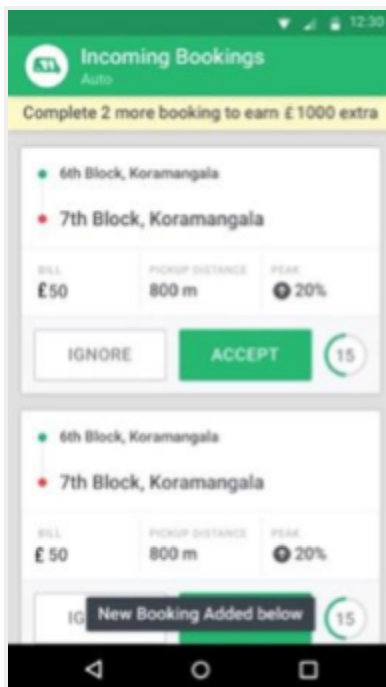 12:30
Incoming Bookings
Auto
Complete 2 more booking to earn £1000 extra
6th Block, Koramangala
7th Block, Koramangala
BILL PICKUP DISTANCE PEAK
£50 800 m 20%
IGNORE ACCEPT 15
6th Block, Koramangala
7th Block, Koramangala
BILL PICKUP DISTANCE PEAK
£ 50 800 m 20%
IG 15
New Booking Added below